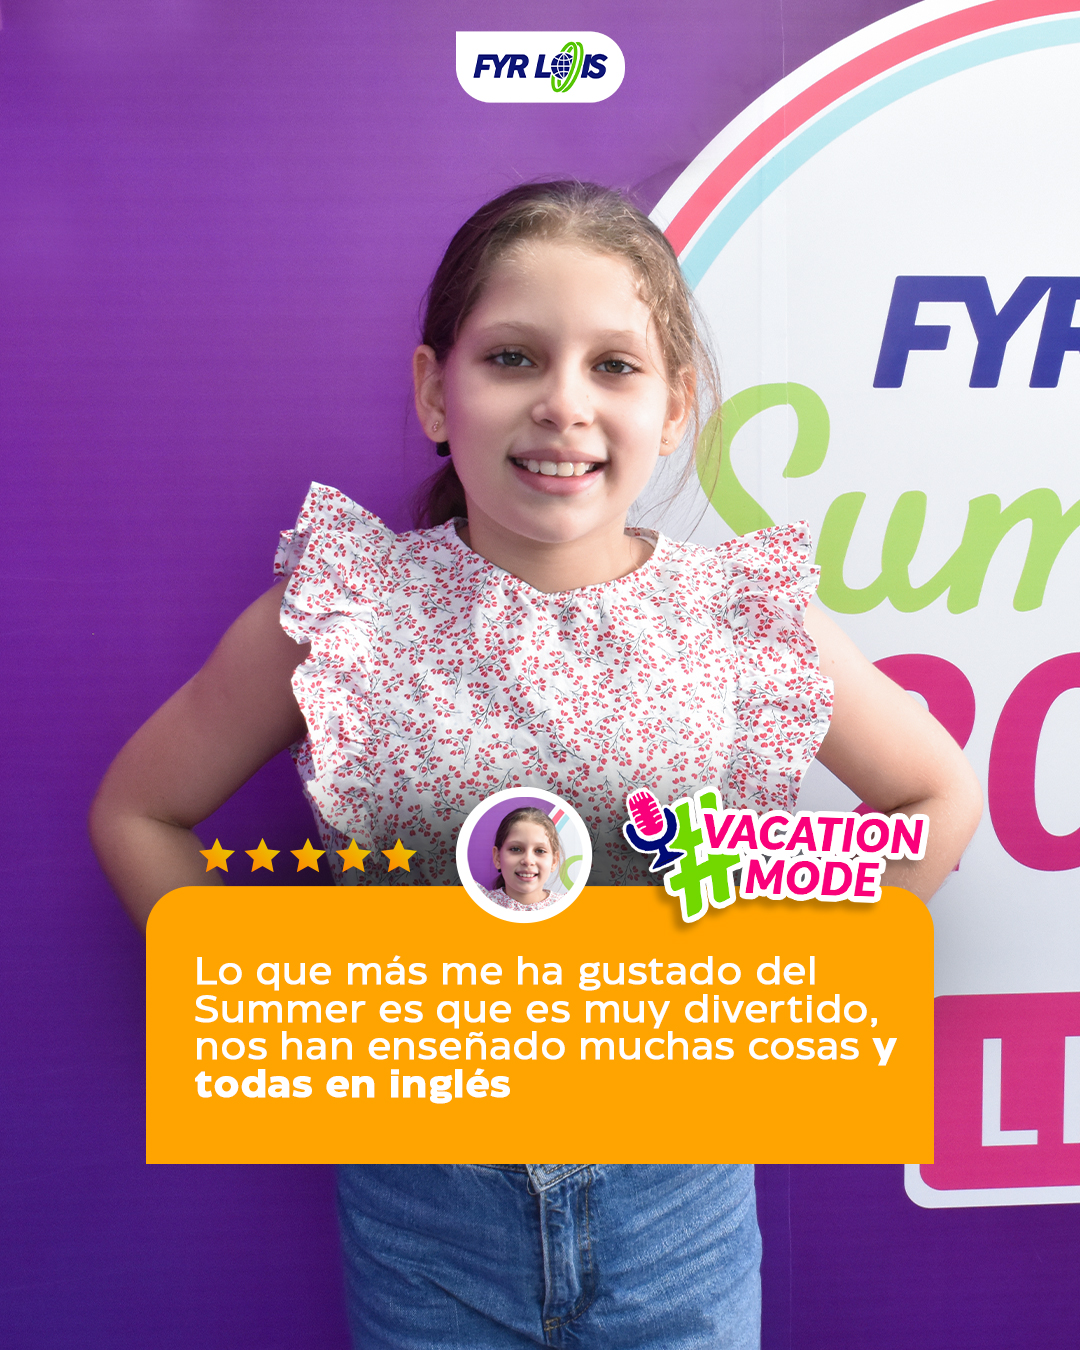 FYR LOIS
FYR
Sum
20
#VACATION
MODE
Lo que más me ha gustado del
Summer es que es muy divertido,
nos han enseñado muchas cosas y
todas en inglés